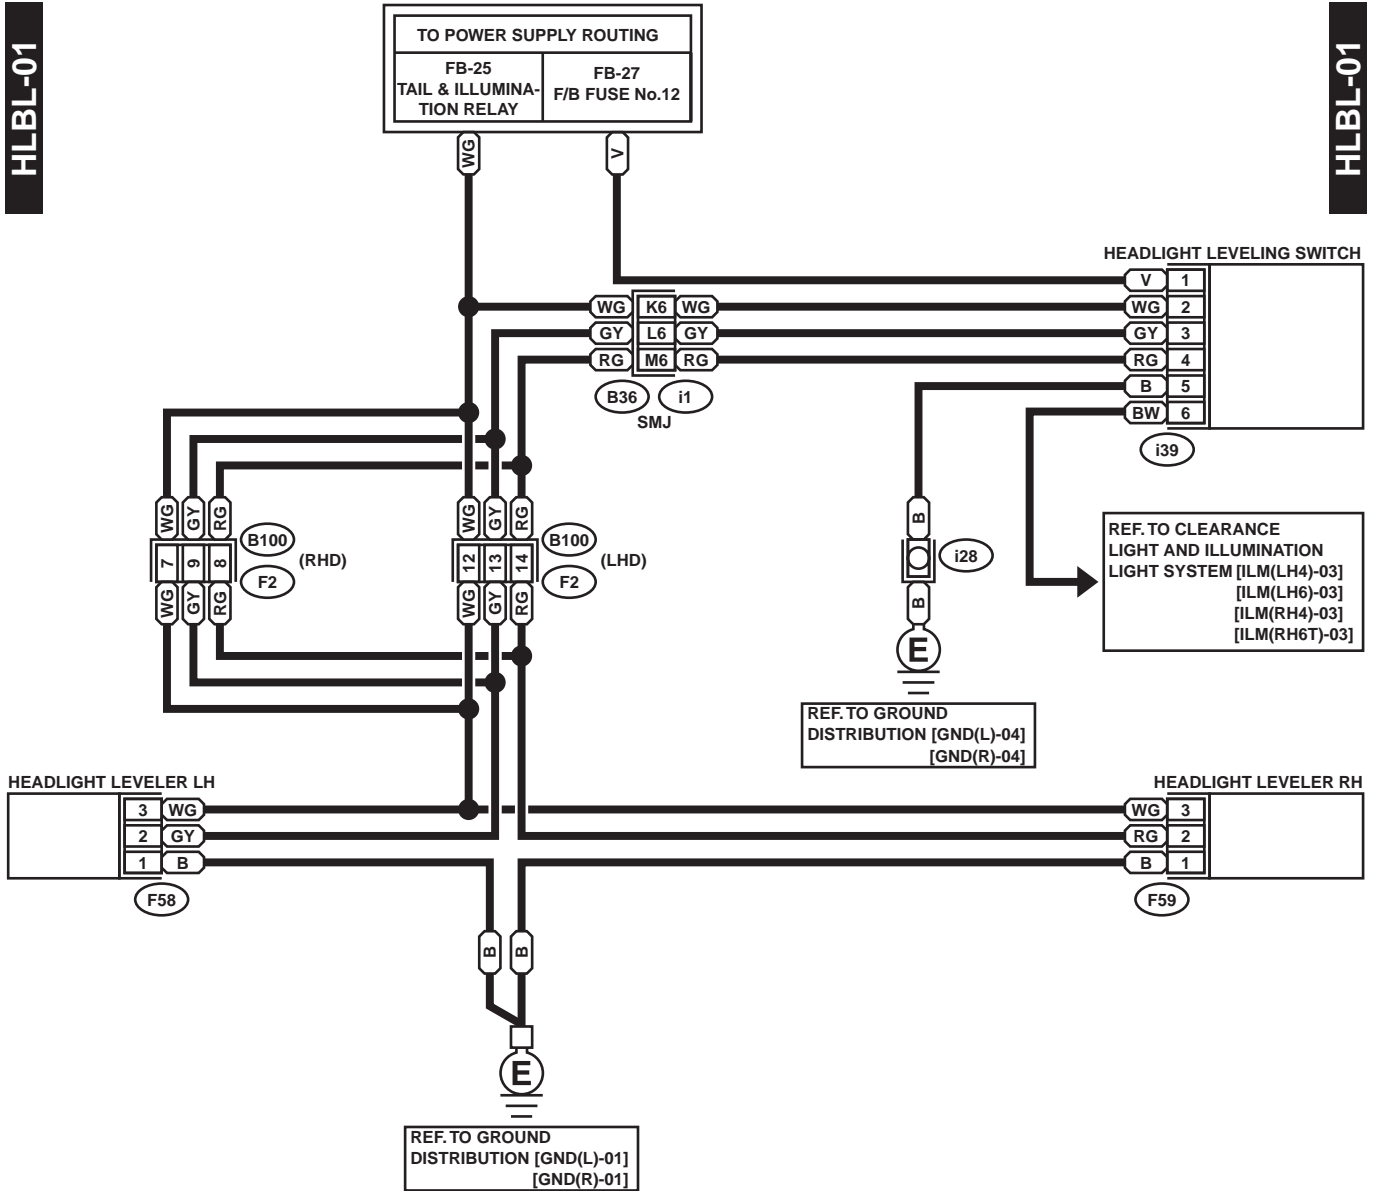 HLBL-01
HLBL-01
TO POWER SUPPLY ROUTING
FB-25
TAIL & ILLUMINA-
TION RELAY
FB-27
F/B FUSE No.12
WG
V
HEADLIGHT LEVELING SWITCH
V 1
WG K6 WG
WG 2
GY L6 GY
GY 3
RG M6 RG
RG 4
B 5
BW 6
B36
i1
SMJ
i39
WG GY RG
7 9 8
WG GY RG
B100
(RHD)
F2
WG GY RG
12 13 14
WG GY RG
B100
(LHD)
F2
B
i28
B
E
REF. TO CLEARANCE
LIGHT AND ILLUMINATION
LIGHT SYSTEM [ILM(LH4)-03]
[ILM(LH6)-03]
[ILM(RH4)-03]
[ILM(RH6T)-03]
REF. TO GROUND
DISTRIBUTION [GND(L)-04]
[GND(R)-04]
HEADLIGHT LEVELER LH
3 WG
2 GY
1 B
F58
HEADLIGHT LEVELER RH
WG 3
RG 2
B 1
F59
B B
E
REF. TO GROUND
DISTRIBUTION [GND(L)-01]
[GND(R)-01]